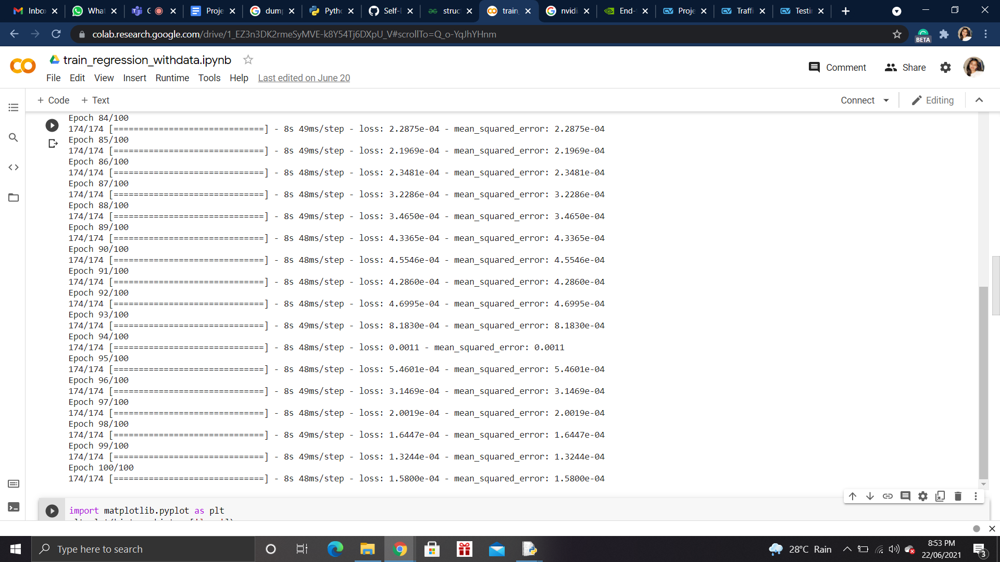 Inbo
What
C
Proje
dum
Pytho
Self-
struc
train_
nvidi
End-
Proje
Traffi
Testin
colab.research.google.com/drive/1_EZ3n3DK2rmeSyMVE-k8Y54Tj6DXpU_V#scrollTo=Q_o-YqJhYHnm
BETA
train_regression_withdata.ipynb
Comment
Share
File Edit View Insert Runtime Tools Help Last edited on June 20
+ Code + Text
Connect
Editing
Epoch 84/100
174/174 [==============================] - 8s 49ms/step - loss: 2.2875e-04 - mean_squared_error: 2.2875e-04
Epoch 85/100
174/174 [==============================] - 8s 49ms/step - loss: 2.1969e-04 - mean_squared_error: 2.1969e-04
Epoch 86/100
174/174 [==============================] - 8s 48ms/step - loss: 2.3481e-04 - mean_squared_error: 2.3481e-04
Epoch 87/100
174/174 [==============================] - 8s 48ms/step - loss: 3.2286e-04 - mean_squared_error: 3.2286e-04
Epoch 88/100
174/174 [==============================] - 8s 49ms/step - loss: 3.4650e-04 - mean_squared_error: 3.4650e-04
Epoch 89/100
174/174 [==============================] - 8s 48ms/step - loss: 4.3365e-04 - mean_squared_error: 4.3365e-04
Epoch 90/100
174/174 [==============================] - 8s 48ms/step - loss: 4.5546e-04 - mean_squared_error: 4.5546e-04
Epoch 91/100
174/174 [==============================] - 8s 48ms/step - loss: 4.2860e-04 - mean_squared_error: 4.2860e-04
Epoch 92/100
174/174 [==============================] - 8s 48ms/step - loss: 4.6995e-04 - mean_squared_error: 4.6995e-04
Epoch 93/100
174/174 [==============================] - 8s 49ms/step - loss: 8.1830e-04 - mean_squared_error: 8.1830e-04
Epoch 94/100
174/174 [==============================] - 8s 48ms/step - loss: 0.0011 - mean_squared_error: 0.0011
Epoch 95/100
174/174 [==============================] - 8s 48ms/step - loss: 5.4601e-04 - mean_squared_error: 5.4601e-04
Epoch 96/100
174/174 [==============================] - 8s 49ms/step - loss: 3.1469e-04 - mean_squared_error: 3.1469e-04
Epoch 97/100
174/174 [==============================] - 8s 48ms/step - loss: 2.0019e-04 - mean_squared_error: 2.0019e-04
Epoch 98/100
174/174 [==============================] - 8s 49ms/step - loss: 1.6447e-04 - mean_squared_error: 1.6447e-04
Epoch 99/100
174/174 [==============================] - 8s 49ms/step - loss: 1.3244e-04 - mean_squared_error: 1.3244e-04
Epoch 100/100
174/174 [==============================] - 8s 48ms/step - loss: 1.5800e-04 - mean_squared_error: 1.5800e-04
import matplotlib.pyplot as plt
Type here to search
28°C Rain
8:53 PM
22/06/2021
3